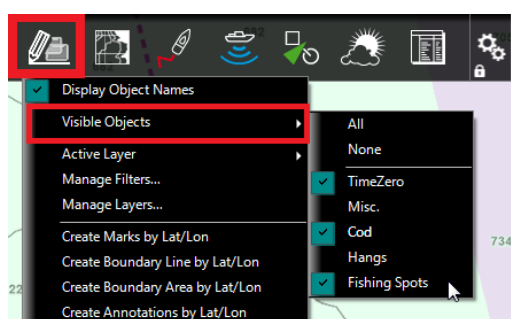 Display Object Names
Visible Objects
Active Layer
Manage Filters...
Manage Layers...
Create Marks by Lat/Lon
Create Boundary Line by Lat/Lon
Create Boundary Area by Lat/Lon
Create Annotations by Lat/Lon
All
None
TimeZero
Misc.
Cod
Hangs
Fishing Spots
734
22